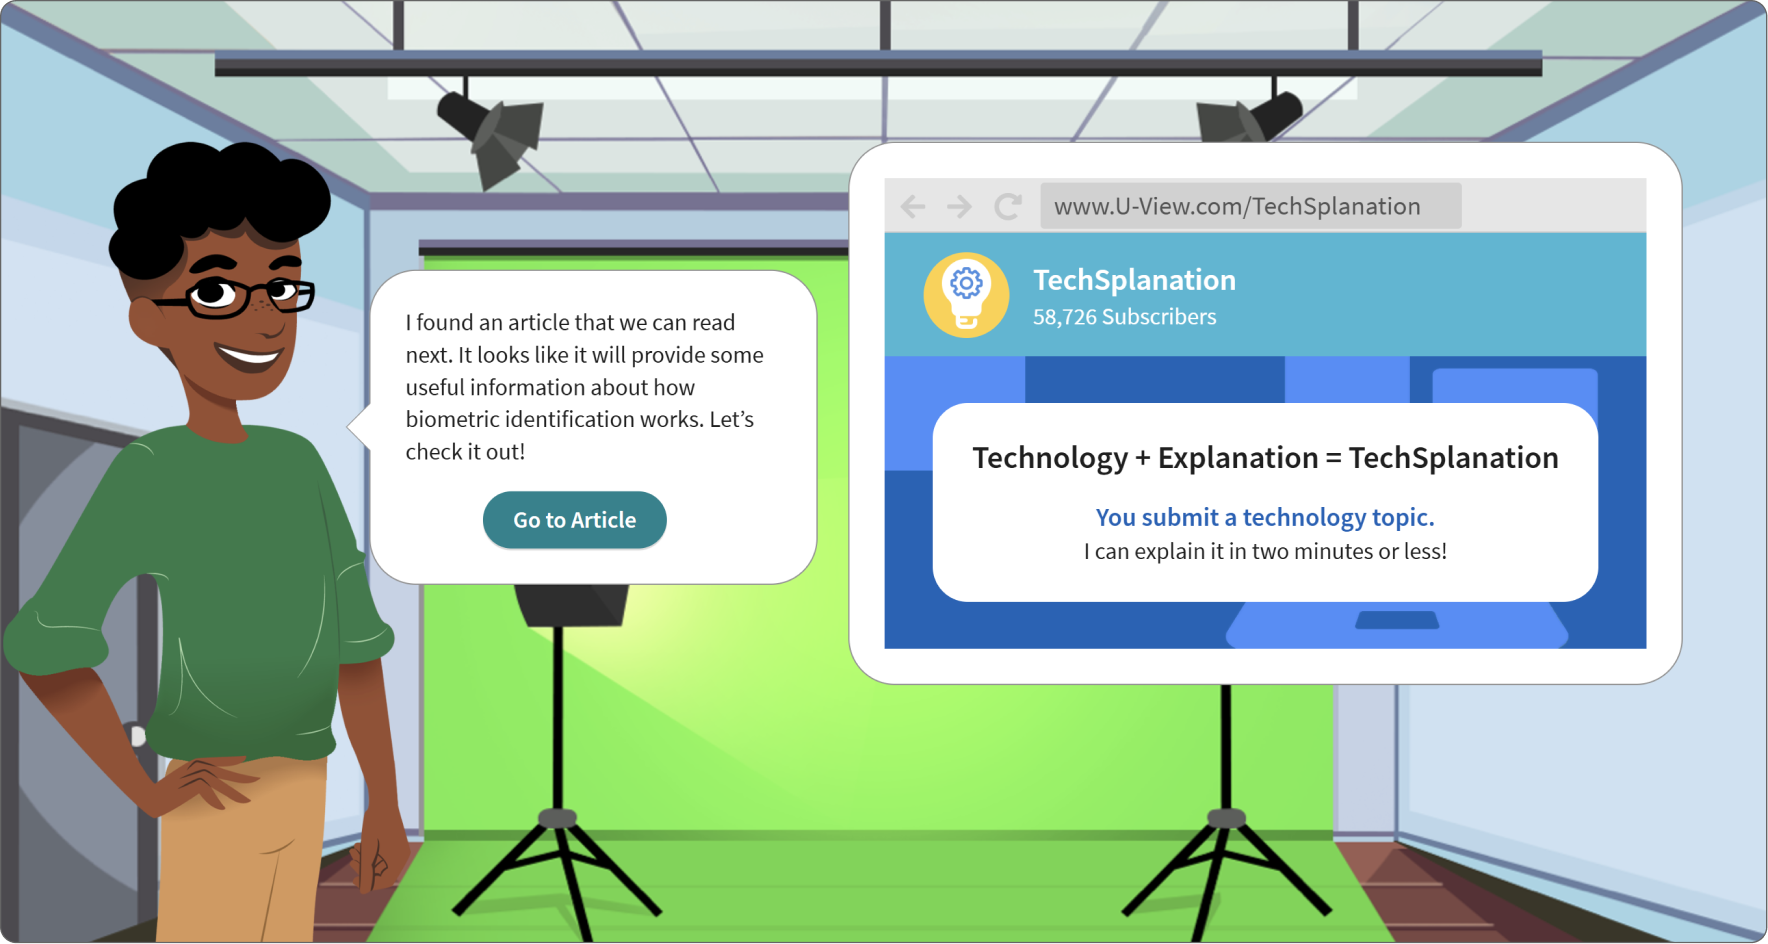 I found an article that we can read
next. It looks like it will provide some
useful information about how
biometric identification works. Let’s
check it out!
Go to Article
www.U-View.com/TechSplanation
TechSplanation
58,726 Subscribers
Technology + Explanation = TechSplanation
You submit a technology topic.
I can explain it in two minutes or less!